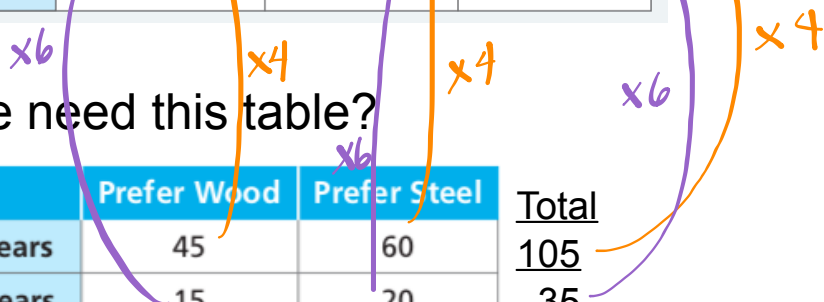 x6 x4 x4 x6 x4
e need this table?
x6
Prefer Wood Prefer Steel Total
ears 45 60 105
ears 15 20 35